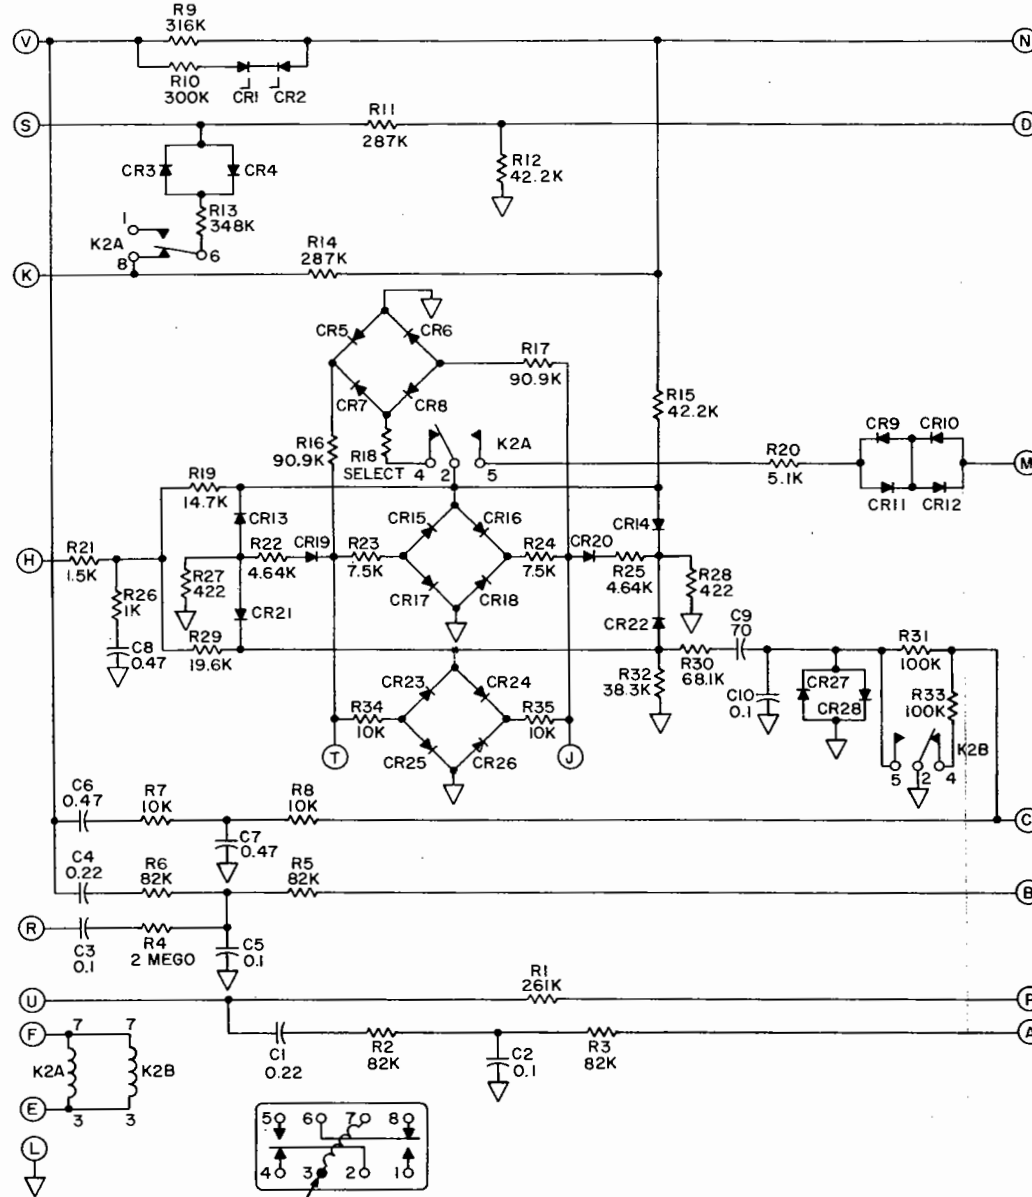 R9
316K
V
N
R10
300K
CR1 CR2
R11
S
D
287K
R12
42.2K
CR3 CR4
R13
348K
1
K2A
8
6
R14
287K
K
CR5 CR6
R17
90.9K
CR7 CR8
R15
42.2K
R16
90.9K
R18
SELECT
4 2 5
K2A
R20
5.1K
CR9 CR10
M
CR11 CR12
R19
14.7K
CR13
CR15 CR16
CR14
H
R21
1.5K
R22
4.64K
CR19
R23
7.5K
R24
7.5K
CR20
R25
4.64K
R27
422
R28
422
R26
1K
CR17 CR18
CR21
CR22
C8
0.47
R29
19.6K
C9
70
R30
68.1K
R31
100K
R32
38.3K
CR23 CR24
C10
0.1
CR27
CR28
R33
100K
R34
10K
R35
10K
K2B
5 2 4
CR25 CR26
T
J
C6
0.47
R7
10K
R8
10K
C
C7
0.47
C4
0.22
R6
82K
R5
82K
B
R
C3
0.1
R4
2 MEGO
C5
0.1
R1
U
261K
P
F
7 7
A
C1
0.22
R2
82K
C2
0.1
R3
82K
K2A K2B
E
3 3
L
5 6 7 8
4 3 2 1